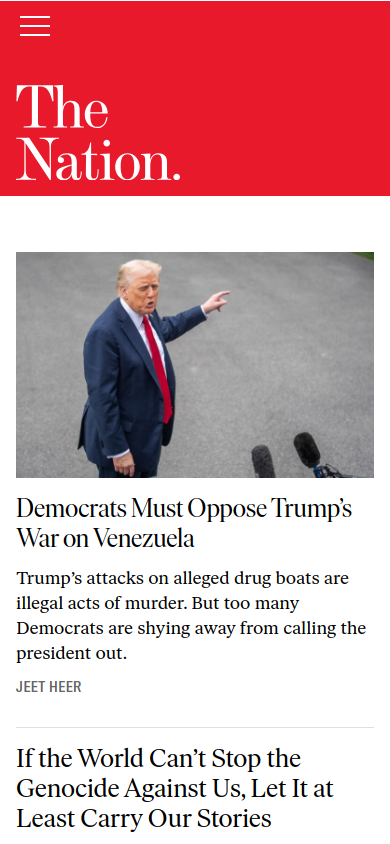 The
Nation.
Democrats Must Oppose Trump’s
War on Venezuela
Trump’s attacks on alleged drug boats are
illegal acts of murder. But too many
Democrats are shying away from calling the
president out.
JEET HEER
If the World Can’t Stop the
Genocide Against Us, Let It at
Least Carry Our Stories